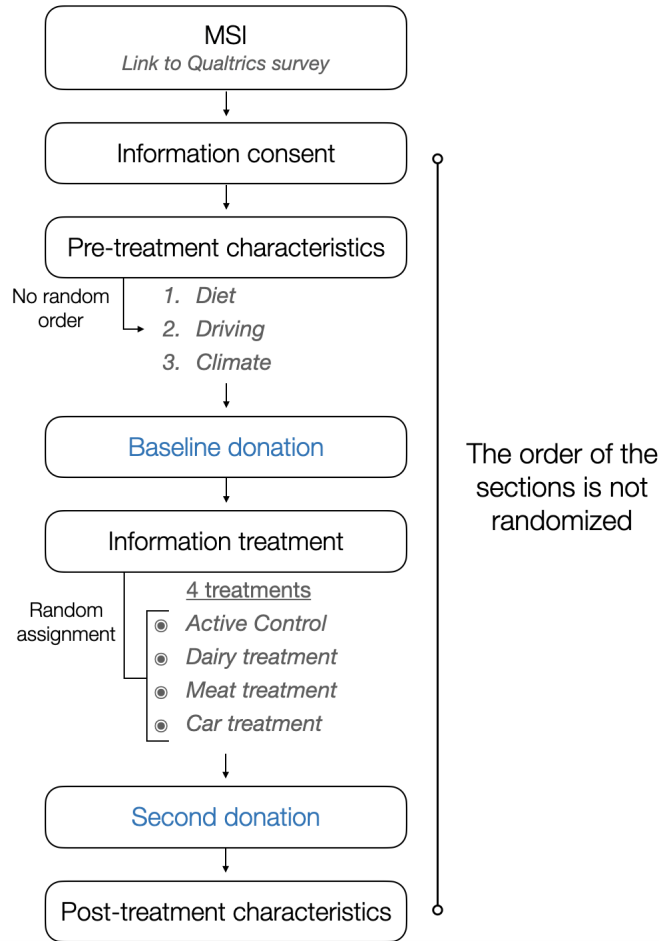 MSI
Link to Qualtrics survey
Information consent
Pre-treatment characteristics
No random
order
1. Diet
2. Driving
3. Climate
Baseline donation
Information treatment
Random
assignment
4 treatments
Active Control
Dairy treatment
Meat treatment
Car treatment
Second donation
Post-treatment characteristics
The order of the
sections is not
randomized